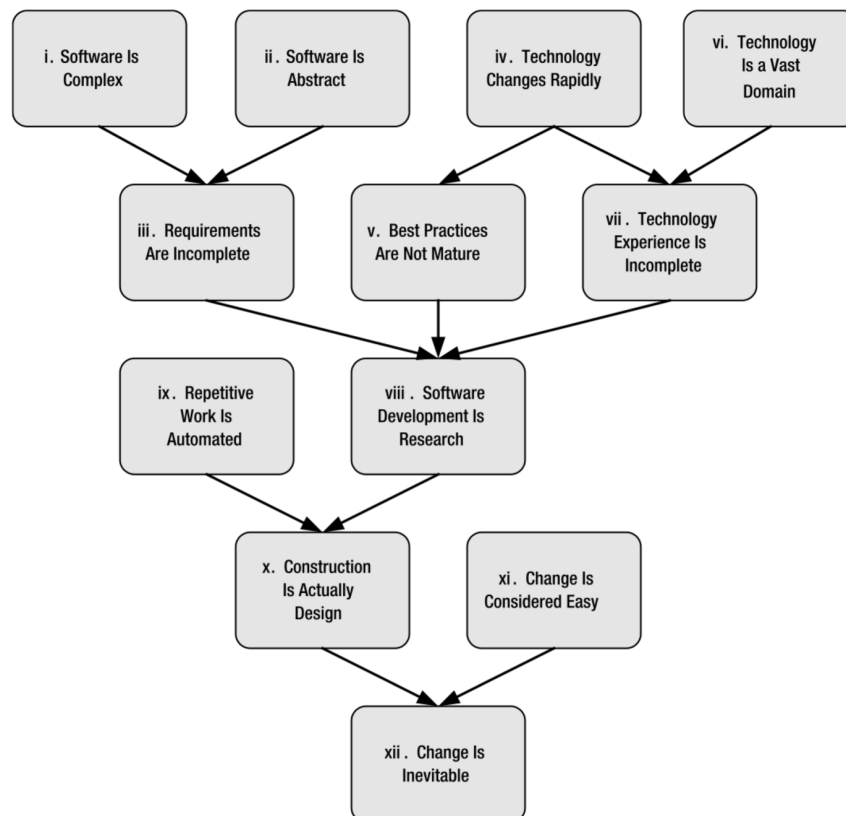 i. Software Is
Complex
ii. Software Is
Abstract
iv. Technology
Changes Rapidly
vi. Technology
Is a Vast
Domain
iii. Requirements
Are Incomplete
v. Best Practices
Are Not Mature
vii. Technology
Experience Is
Incomplete
ix. Repetitive
Work Is
Automated
viii. Software
Development Is
Research
x. Construction
Is Actually
Design
xi. Change Is
Considered Easy
xii. Change Is
Inevitable